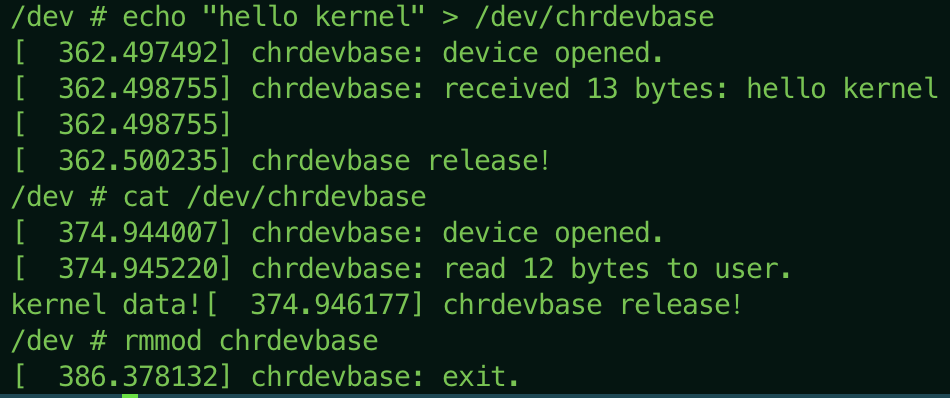 /dev # echo "hello kernel" > /dev/chrdevbase
[  362.497492] chrdevbase: device opened.
[  362.498755] chrdevbase: received 13 bytes: hello kernel
[  362.498755]
[  362.500235] chrdevbase release!
/dev # cat /dev/chrdevbase
[  374.944007] chrdevbase: device opened.
[  374.945220] chrdevbase: read 12 bytes to user.
kernel data![  374.946177] chrdevbase release!
/dev # rmmod chrdevbase
[  386.378132] chrdevbase: exit.